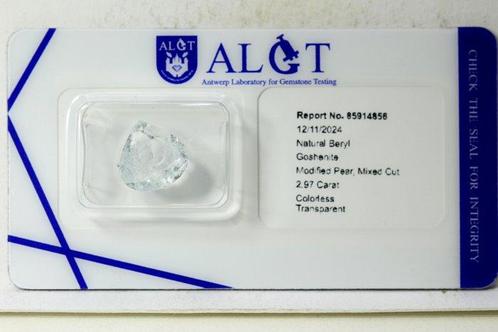 ALGT
ALGT
Antwerp Laboratory for Gemstone Testing
Report No. 85914856
12/11/2024
Natural Beryl
Goshenite
Modified Pear, Mixed Cut
2.97 Carat
Colorless
Transparent
CHECK THE SEAL FOR INTEGRITY